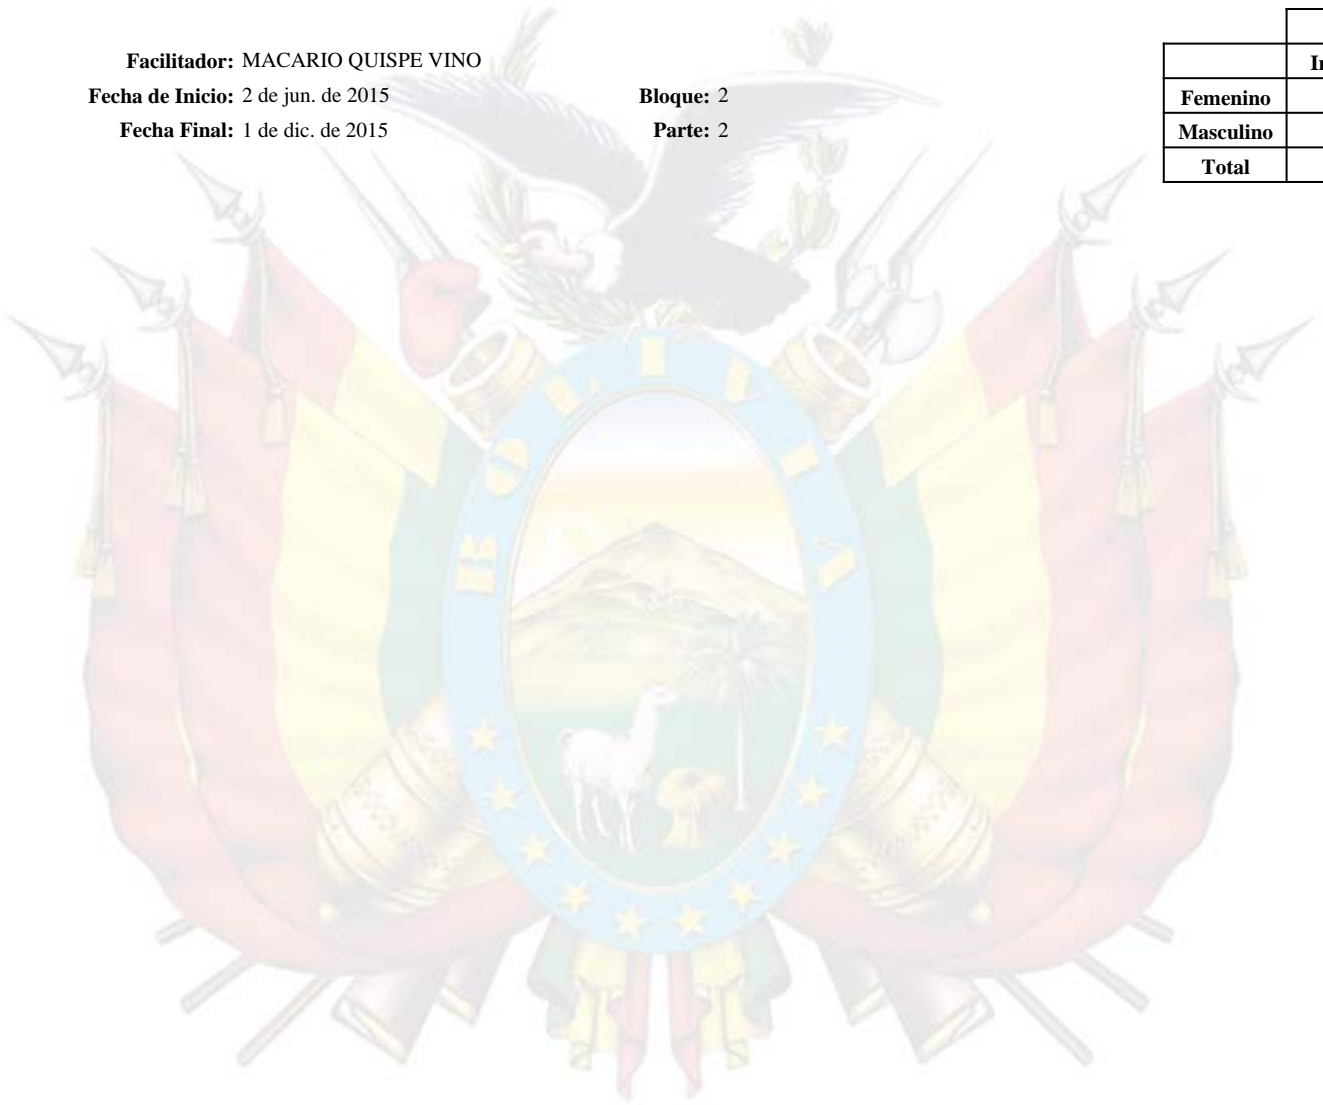 Facilitador: MACARIO QUISPE VINO
Fecha de Inicio: 2 de jun. de 2015 Bloque: 2
Fecha Final: 1 de dic. de 2015 Parte: 2
Femenino
Masculino
Total
BOLIVIA